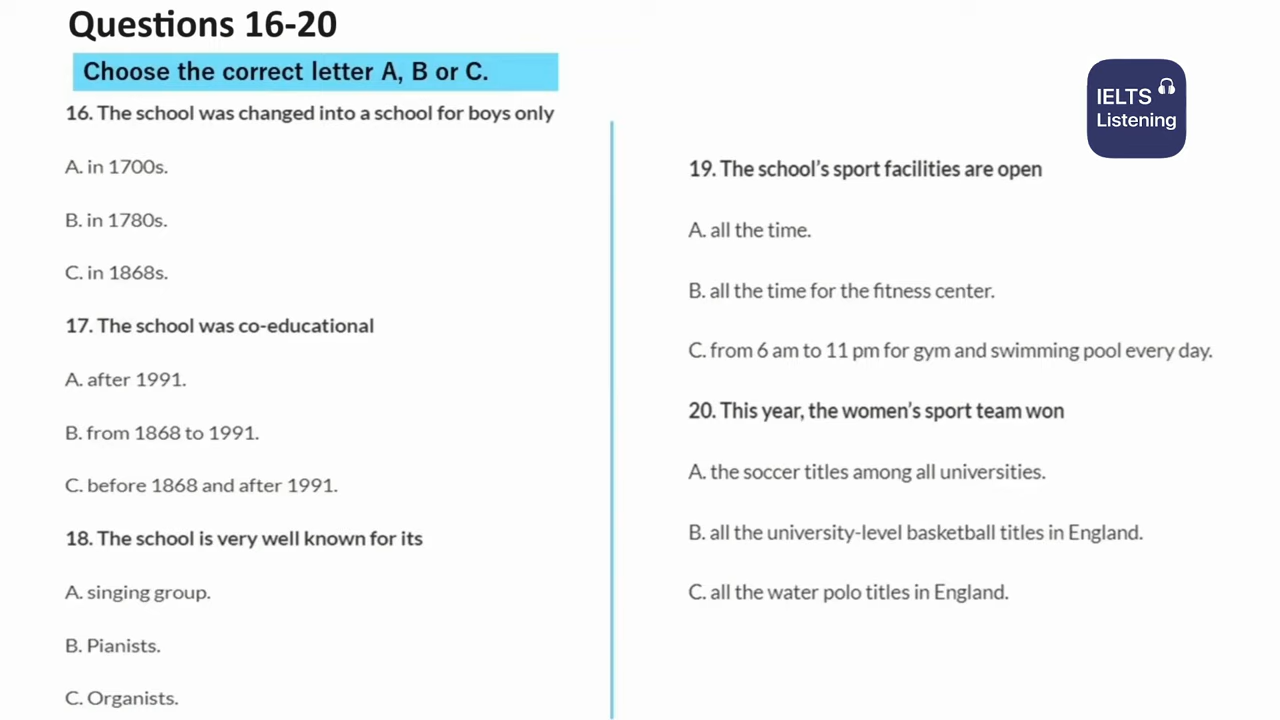 Questions 16-20
Choose the correct letter A, B or C.
16. The school was changed into a school for boys only
A. in 1700s.
B. in 1780s.
C. in 1868s.
17. The school was co-educational
A. after 1991.
B. from 1868 to 1991.
C. before 1868 and after 1991.
18. The school is very well known for its
A. singing group.
B. Pianists.
C. Organists.
IELTS
Listening
19. The school’s sport facilities are open
A. all the time.
B. all the time for the fitness center.
C. from 6 am to 11 pm for gym and swimming pool every day.
20. This year, the women’s sport team won
A. the soccer titles among all universities.
B. all the university-level basketball titles in England.
C. all the water polo titles in England.